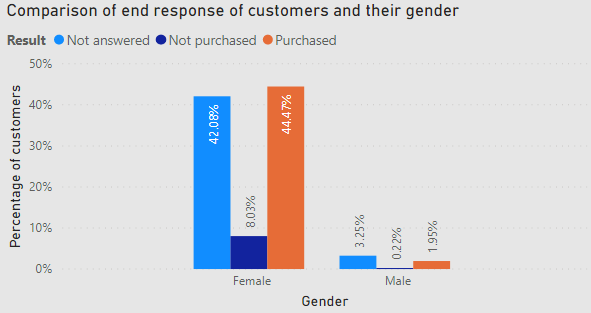 Comparison of end response of customers and their gender
Result Not answered Not purchased Purchased
50%
40%
30%
20%
10%
0%
Percentage of customers
42.08%
8.03%
44.47%
3.25%
0.22%
1.95%
Female Male
Gender